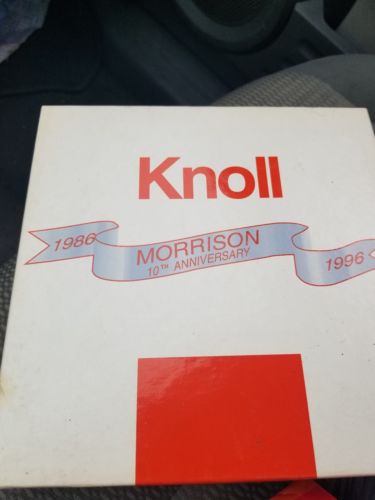 Knoll
1986
MORRISON
10TH ANNIVERSARY
1996